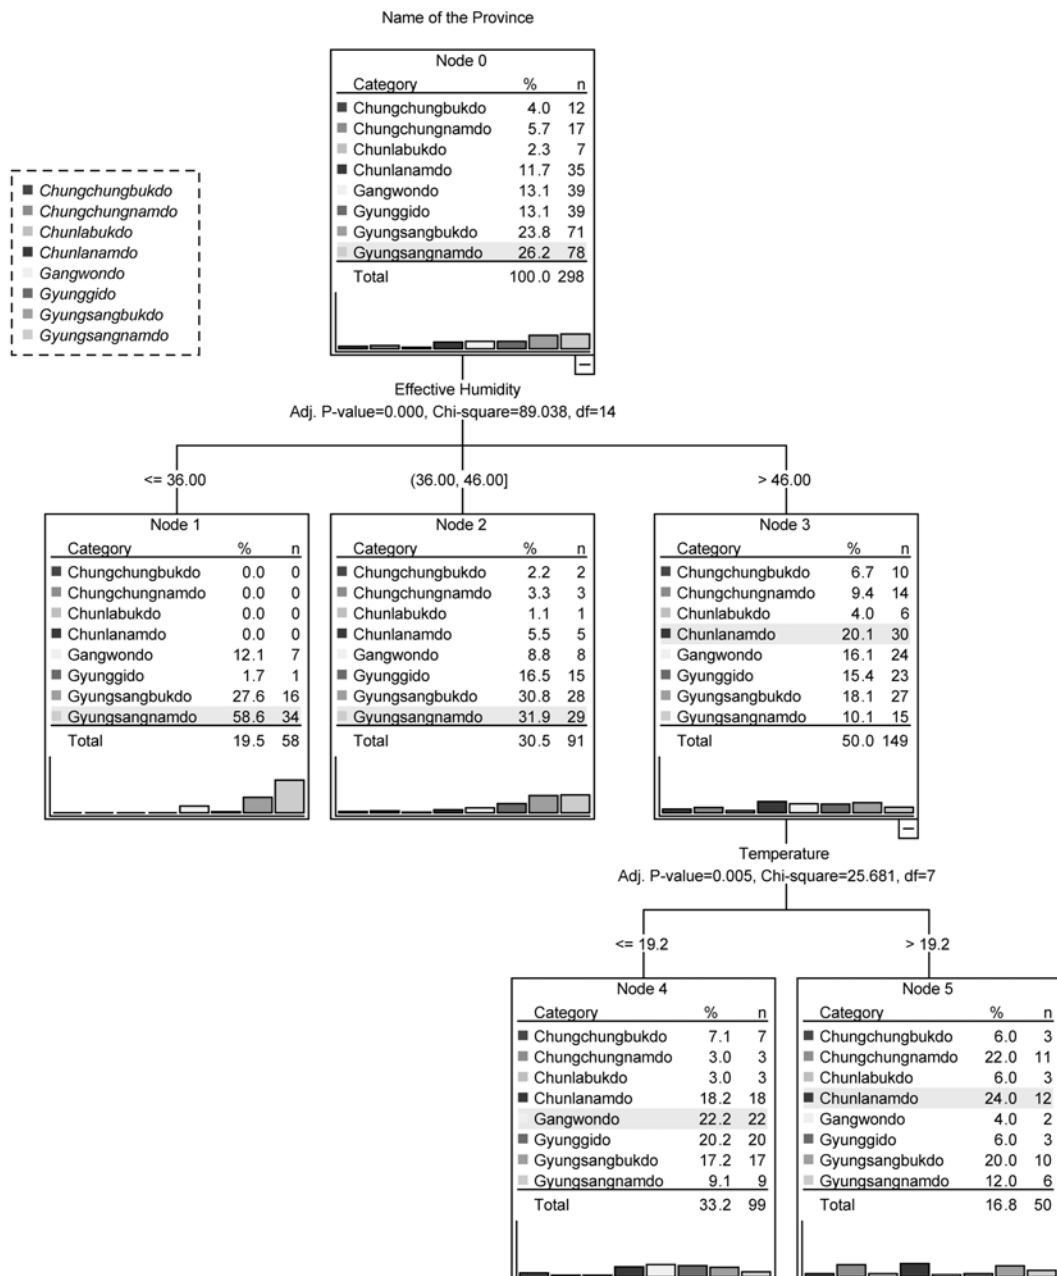 Name of the Province
Node 0
Category % n
Chungchungbukdo 4.0 12
Chungchungnamdo 5.7 17
Chunlabukdo 2.3 7
Chunlanamdo 11.7 35
Gangwondo 13.1 39
Gyunggido 13.1 39
Gyungsangbukdo 23.8 71
Gyungsangnamdo 26.2 78
Total 100.0 298
Chungchungbukdo
Chungchungnamdo
Chunlabukdo
Chunlanamdo
Gangwondo
Gyunggido
Gyungsangbukdo
Gyungsangnamdo
Effective Humidity
Adj. P-value=0.000, Chi-square=89.038, df=14
<= 36.00
(36.00, 46.00]
> 46.00
Node 1
Category % n
Chungchungbukdo 0.0 0
Chungchungnamdo 0.0 0
Chunlabukdo 0.0 0
Chunlanamdo 0.0 0
Gangwondo 12.1 7
Gyunggido 1.7 1
Gyungsangbukdo 27.6 16
Gyungsangnamdo 58.6 34
Total 19.5 58
Node 2
Category % n
Chungchungbukdo 2.2 2
Chungchungnamdo 3.3 3
Chunlabukdo 1.1 1
Chunlanamdo 5.5 5
Gangwondo 8.8 8
Gyunggido 16.5 15
Gyungsangbukdo 30.8 28
Gyungsangnamdo 31.9 29
Total 30.5 91
Node 3
Category % n
Chungchungbukdo 6.7 10
Chungchungnamdo 9.4 14
Chunlabukdo 4.0 6
Chunlanamdo 20.1 30
Gangwondo 16.1 24
Gyunggido 15.4 23
Gyungsangbukdo 18.1 27
Gyungsangnamdo 10.1 15
Total 50.0 149
Temperature
Adj. P-value=0.005, Chi-square=25.681, df=7
<= 19.2
> 19.2
Node 4
Category % n
Chungchungbukdo 7.1 7
Chungchungnamdo 3.0 3
Chunlabukdo 3.0 3
Chunlanamdo 18.2 18
Gangwondo 22.2 22
Gyunggido 20.2 20
Gyungsangbukdo 17.2 17
Gyungsangnamdo 9.1 9
Total 33.2 99
Node 5
Category % n
Chungchungbukdo 6.0 3
Chungchungnamdo 22.0 11
Chunlabukdo 6.0 3
Chunlanamdo 24.0 12
Gangwondo 4.0 2
Gyunggido 6.0 3
Gyungsangbukdo 20.0 10
Gyungsangnamdo 12.0 6
Total 16.8 50